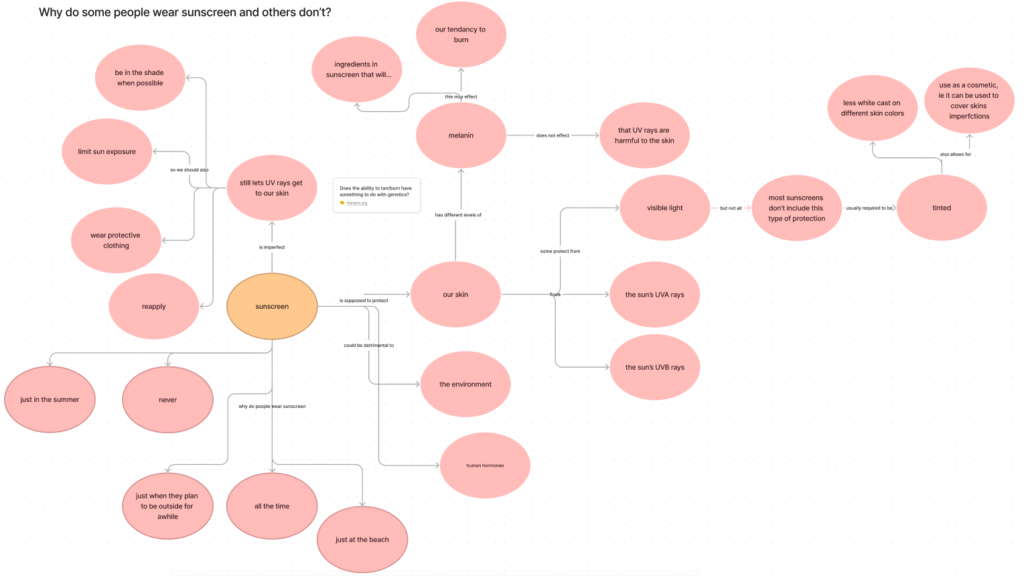 Why do some people wear sunscreen and others don't?
our tendancy to
burn
ingredients in
sunscreen that will...
be in the shade
when possible
this may effect
less white cast on
different skin colors
use as a cosmetic,
ie it can be used to
cover skins
imperfctions
melanin
does not effect
that UV rays are
harmful to the skin
limit sun exposure
so we should also
also allows for
still lets UV rays get
to our skin
Does the ability to tan/burn have
something to do with genetics?
visible light
but not all
most sunscreens
don't include this
type of protection
usually required to be
tinted
has different levels of
wear protective
clothing
is imperfect
some protect from
reapply
sunscreen
is supposed to protect
our skin
from
the sun's UVA rays
could be detrimental to
the sun's UVB rays
the environment
just in the summer
never
why do people wear sunscreen
human hormones
just when they plan
to be outside for
awhile
all the time
just at the beach